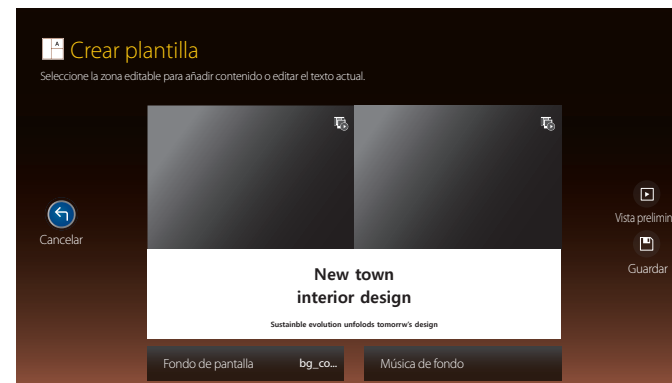 A
Crear plantilla
Seleccione la zona editable para añadir contenido o editar el texto actual.
Cancelar
New town
interior design
Sustainble evolution unfolods tomorrw's design
Vista prelimin
Guardar
Fondo de pantalla bg_co...
Música de fondo